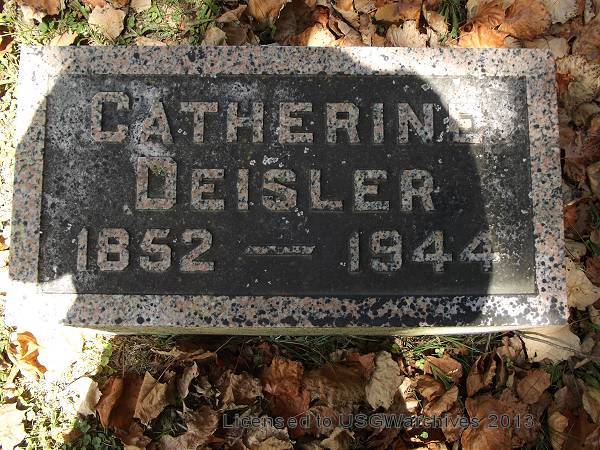 Catherine
Deisler
1852 — 1944
Licensed to USGWarchives 2013